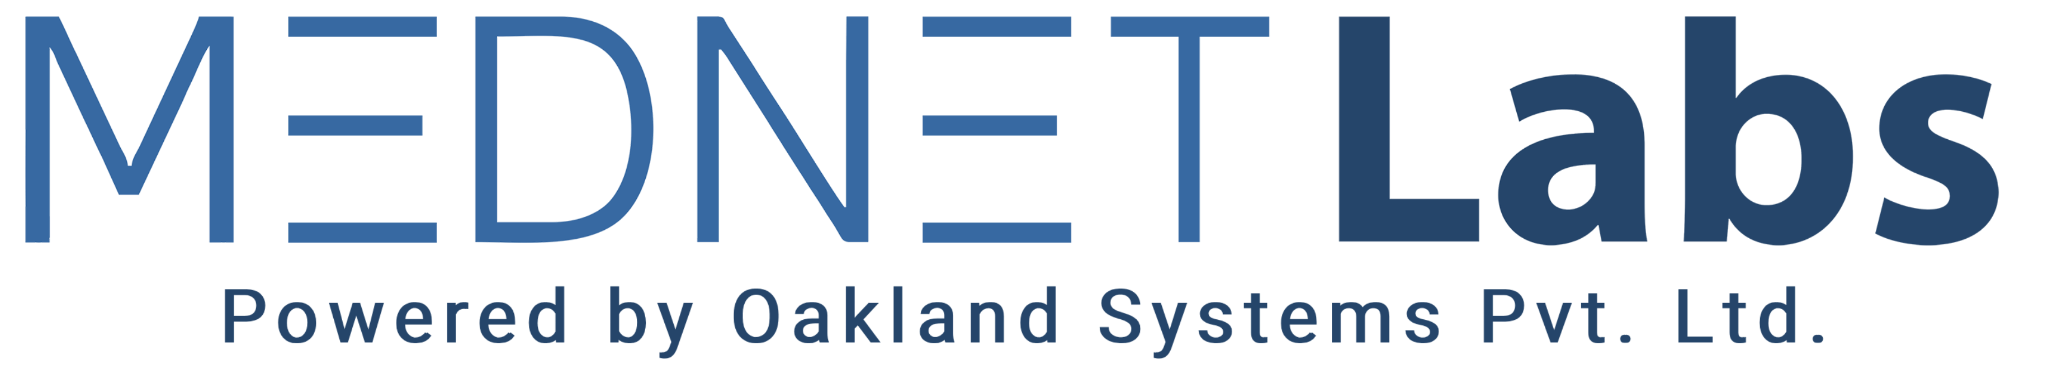 MEDNET Labs
Powered by Oakland Systems Pvt. Ltd.